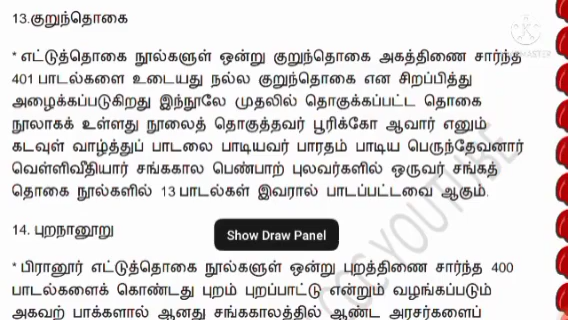 13.குறுந்தொகை
* எட்டுத்தொகை நூல்களுள் ஒன்று குறுந்தொகை அகத்திணை சார்ந்த
401 பாடல்களை உடையது நல்ல குறுந்தொகை என சிறப்பித்து
அழைக்கப்படுகிறது இந்நூலே முதலில் தொகுக்கப்பட்ட தொகை
நூலாகக் உள்ளது நூலைத் தொகுத்தவர் பூரிக்கோ ஆவார் எனும்
கடவுள் வாழ்த்துப் பாடலை பாடியவர் பாரதம் பாடிய பெருந்தேவனார்
வெள்ளிவீதியார் சங்ககால பெண்பாற் புலவர்களில் ஒருவர் சங்கத்
தொகை நூல்களில் 13 பாடல்கள் இவரால் பாடப்பட்டவை ஆகும்.
14. புறநானூறு
Show Draw Panel
* பிரானூர் எட்டுத்தொகை நூல்களுள் ஒன்று புறத்திணை சார்ந்த 400
பாடல்களைக் கொண்டது புறம் புறப்பாட்டு என்றும் வழங்கப்படும்
அகவற் பாக்களால் ஆனது சங்ககாலத்தில் ஆண்ட அரசர்களைப்
YOUTUBE